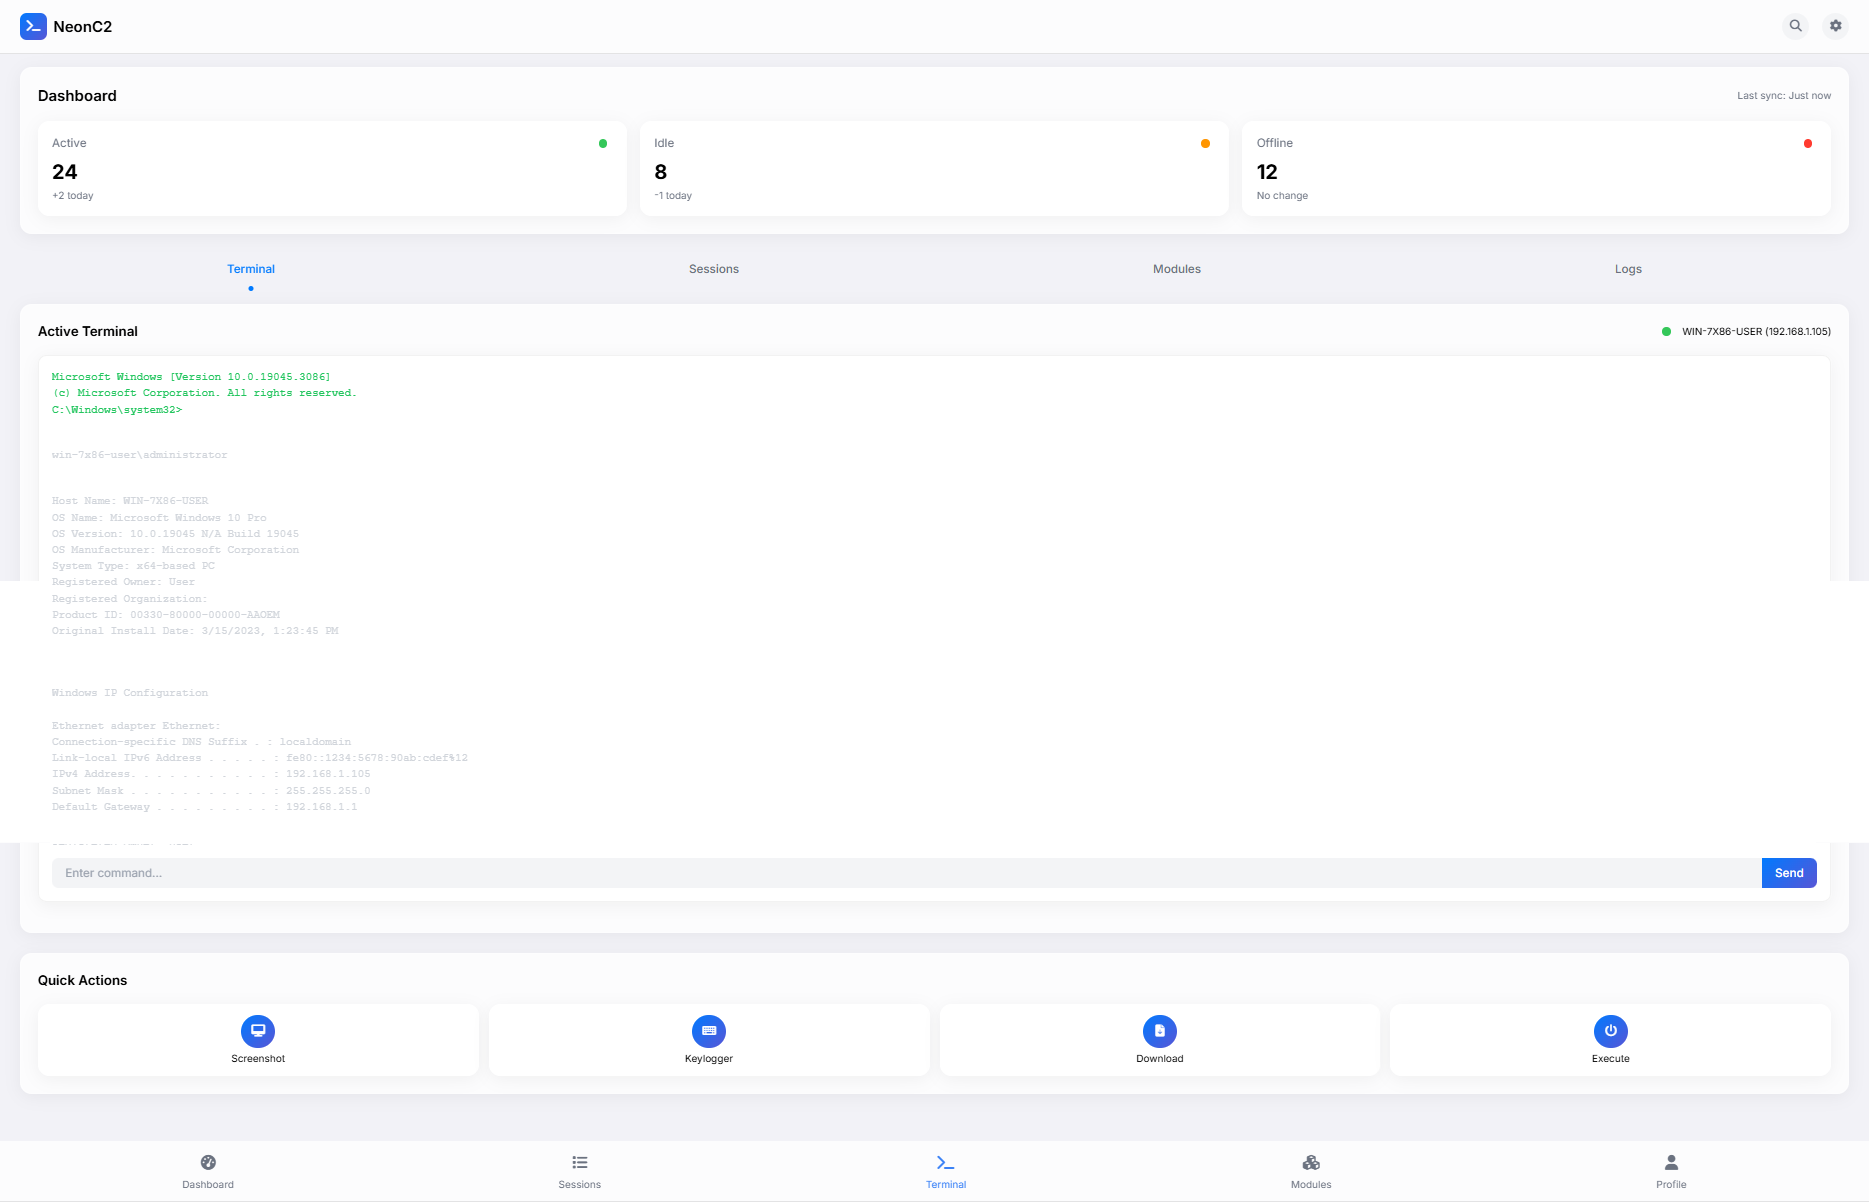 NeonC2
Dashboard
Last sync: Just now
Active
24
+2 today
Idle
8
-1 today
Offline
12
No change
Terminal
Sessions
Modules
Logs
Active Terminal
WIN-7X86-USER (192.168.1.105)
Microsoft Windows [Version 10.0.19045.3086]
(c) Microsoft Corporation. All rights reserved.
C:\Windows\system32>
win-7x86-user\administrator
Host Name: WIN-7X86-USER
OS Name: Microsoft Windows 10 Pro
OS Version: 10.0.19045 N/A Build 19045
OS Manufacturer: Microsoft Corporation
System Type: x64-based PC
Registered Owner: User
Registered Organization:
Product ID: 00330-80000-00000-AAOEM
Original Install Date: 3/15/2023, 1:23:45 PM
Windows IP Configuration
Ethernet adapter Ethernet:
Connection-specific DNS Suffix . : localdomain
Link-local IPv6 Address . . . . . : fe80::1234:5678:90ab:cdef%12
IPv4 Address. . . . . . . . . . . : 192.168.1.105
Subnet Mask . . . . . . . . . . . : 255.255.255.0
Default Gateway . . . . . . . . . : 192.168.1.1
Enter command...
Send
Quick Actions
Screenshot
Keylogger
Download
Execute
Dashboard
Sessions
Terminal
Modules
Profile